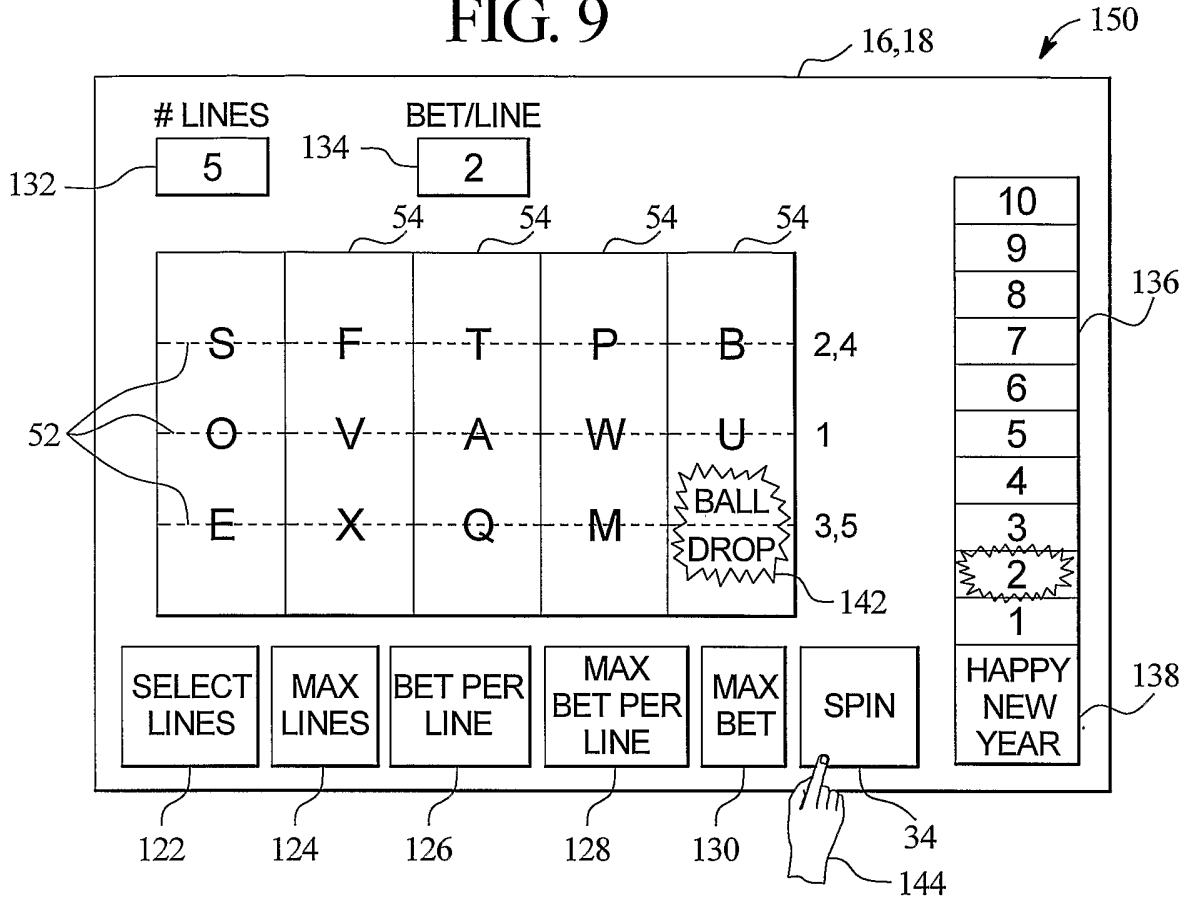 FIG. 9
150
16,18
# LINES
BET/LINE
132
5
134
2
54 54 54 54
S F T P B 2,4
52
O V A W U 1
E X Q M BALL DROP 3,5
142
10
9
8
7
6
5
4
3
2
1
HAPPY
NEW
YEAR
136
138
SELECT
LINES
MAX
LINES
BET PER
LINE
MAX
BET PER
LINE
MAX
BET
SPIN
122 124 126 128 130 34
144